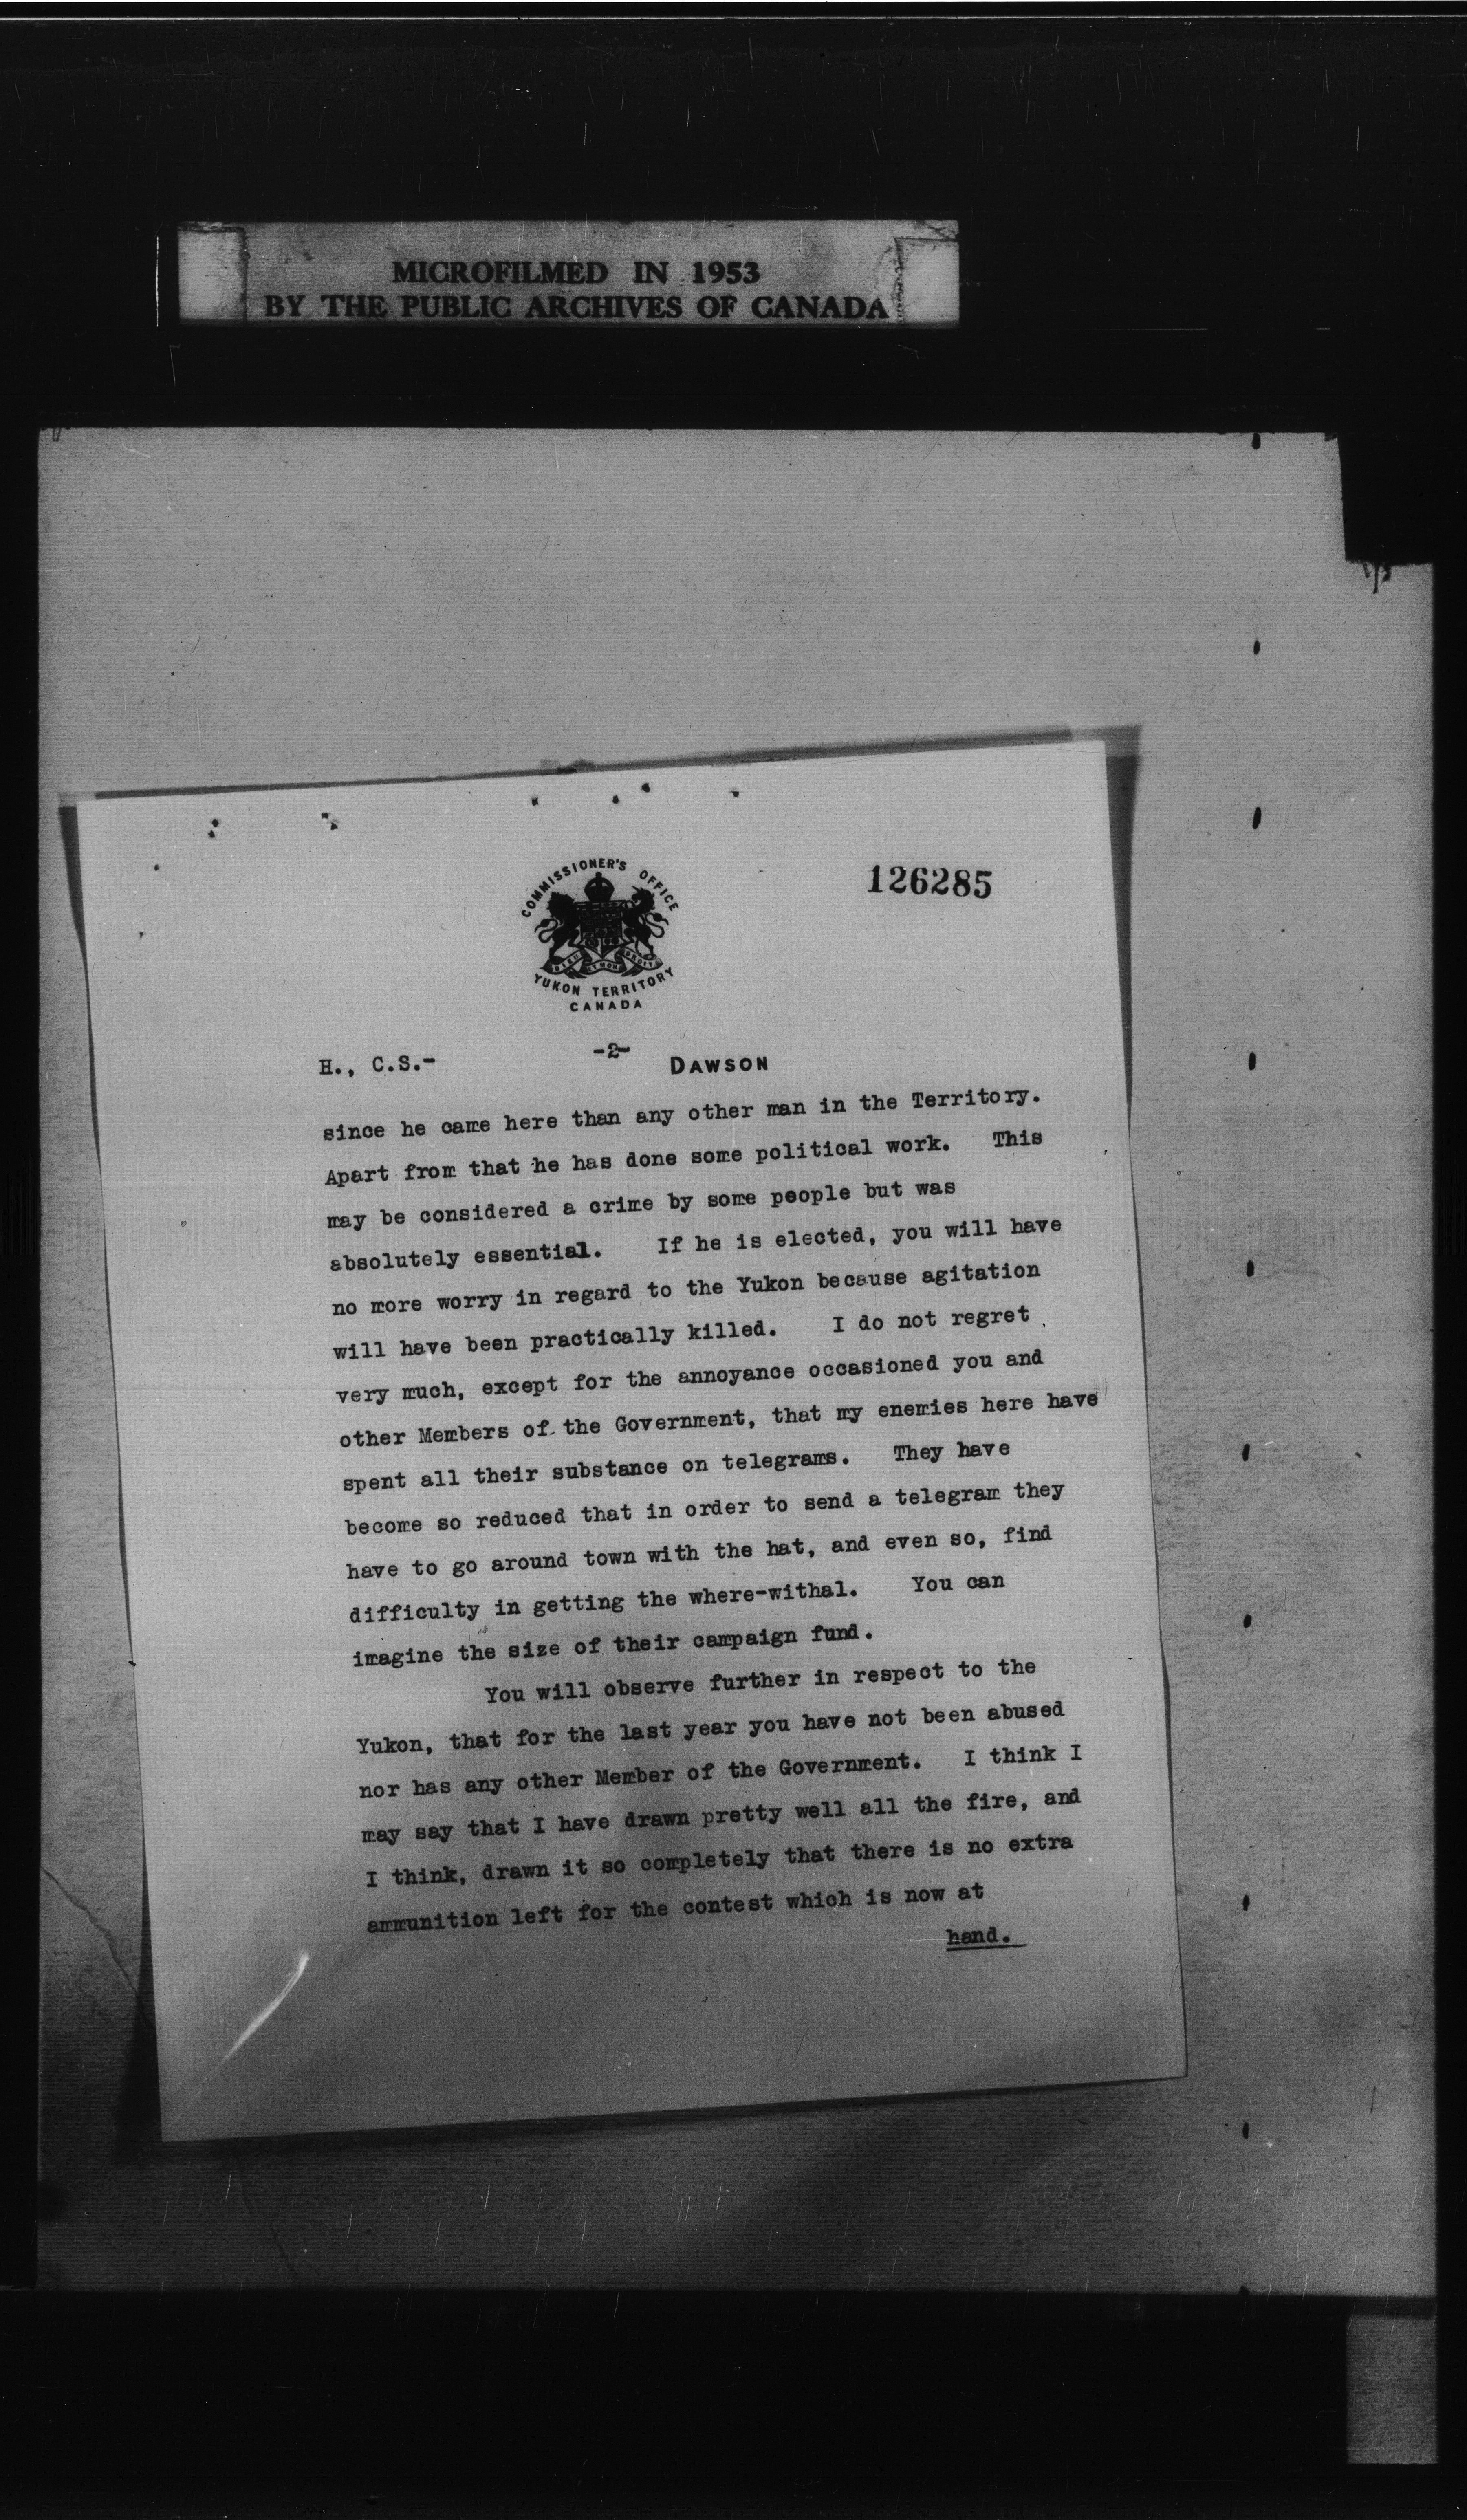 MICROFILMED IN 1953
BY THE PUBLIC ARCHIVES OF CANADA
COMMISSIONER'S OFFICE
126285
DIEU ET MON DROIT
YUKON TERRITORY
CANADA
H., C.S.- -2- DAWSON
since he came here than any other man in the Territory.
Apart from that he has done some political work. This
may be considered a crime by some people but was
absolutely essential. If he is elected, you will have
no more worry in regard to the Yukon because agitation
will have been practically killed. I do not regret
very much, except for the annoyance occasioned you and
other Members of the Government, that my enemies here have
spent all their substance on telegrams. They have
become so reduced that in order to send a telegram they
have to go around town with the hat, and even so, find
difficulty in getting the where-withal. You can
imagine the size of their campaign fund.
You will observe further in respect to the
Yukon, that for the last year you have not been abused
nor has any other Member of the Government. I think I
may say that I have drawn pretty well all the fire, and
I think, drawn it so completely that there is no extra
ammunition left for the contest which is now at
hand.